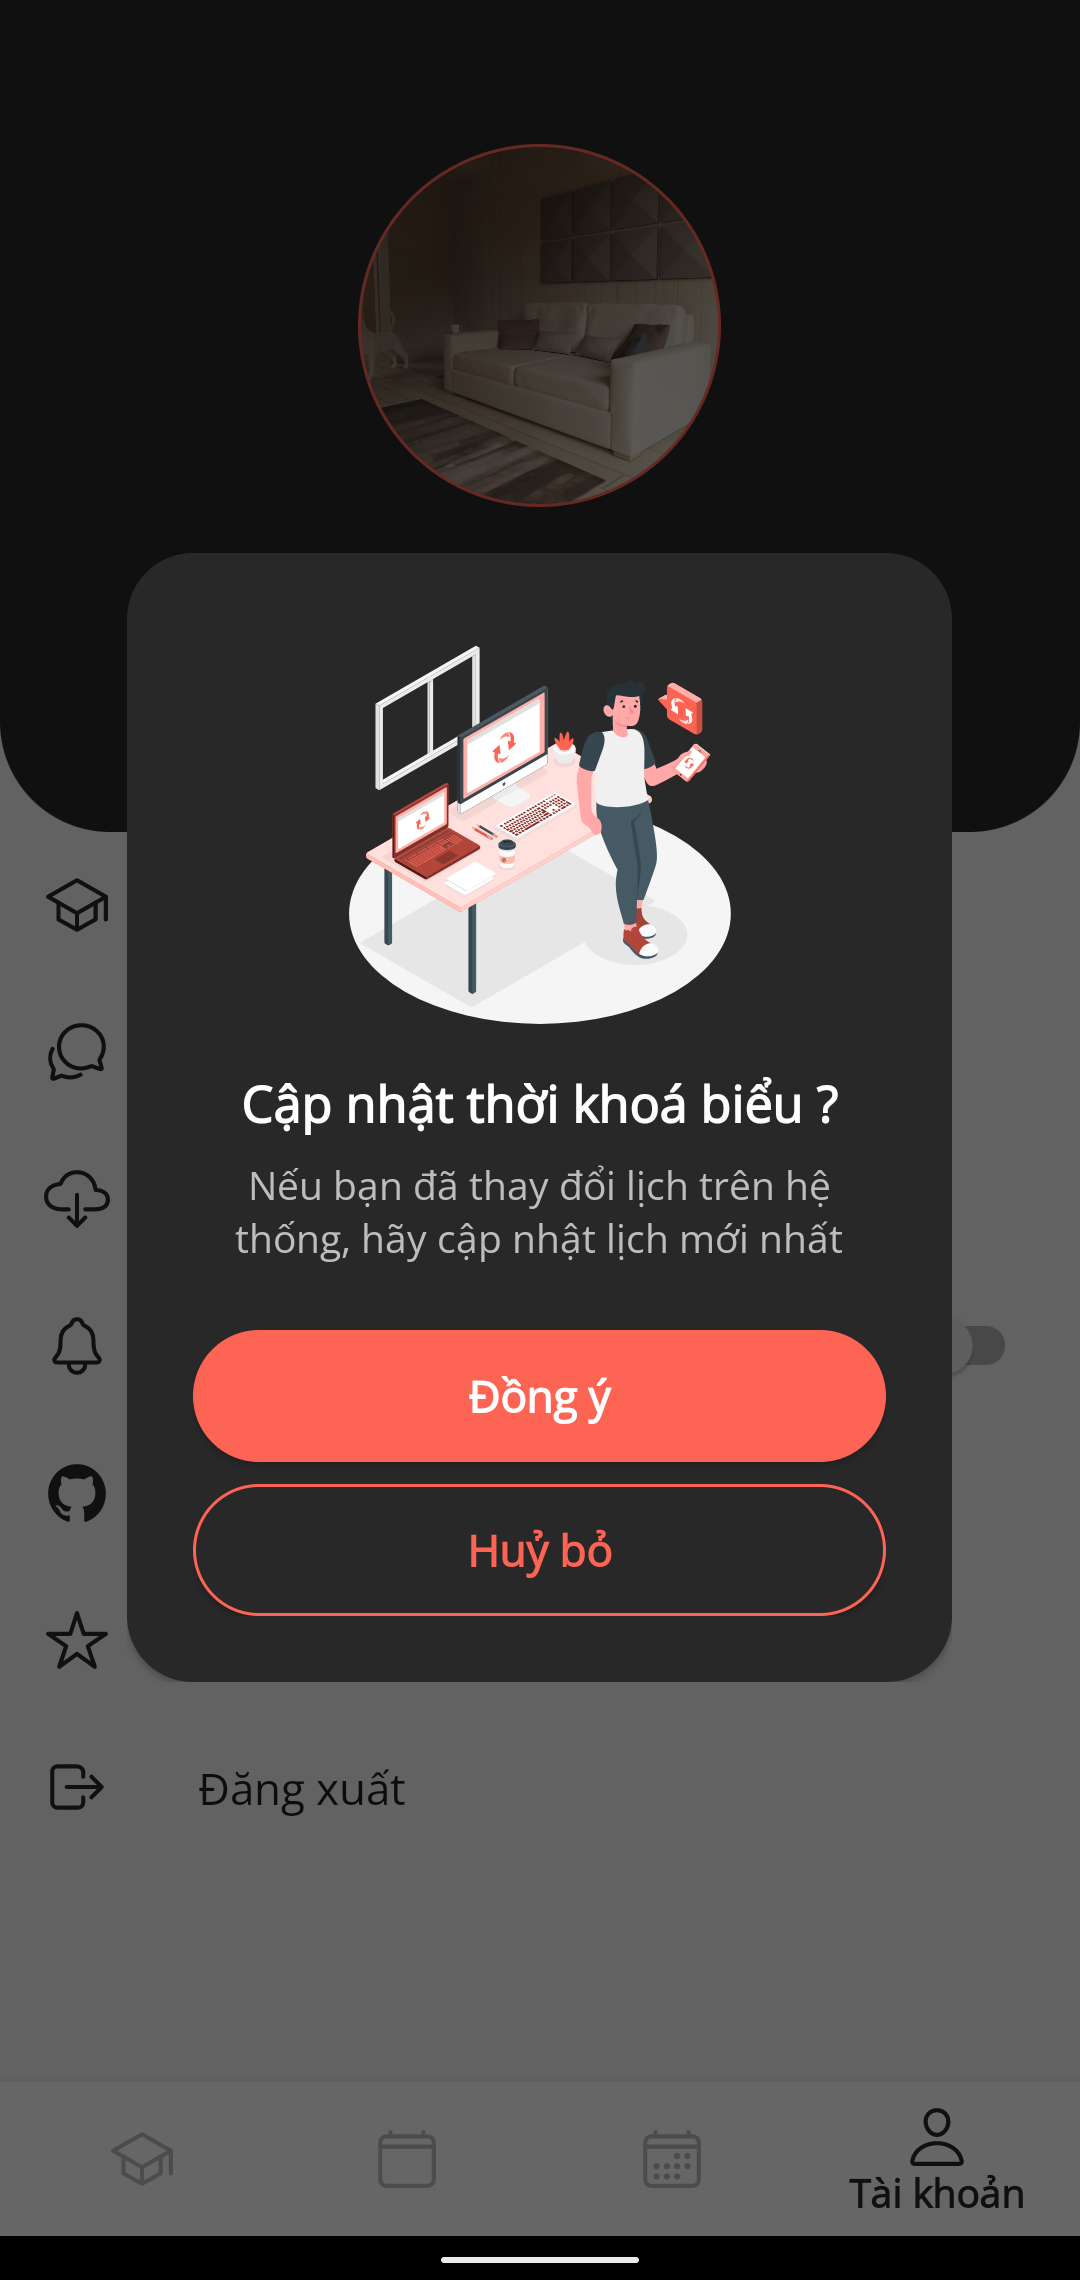 Cập nhật thời khoá biểu ?
Nếu bạn đã thay đổi lịch trên hệ
thống, hãy cập nhật lịch mới nhất
Đồng ý
Huỷ bỏ
Đăng xuất
Tài khoản